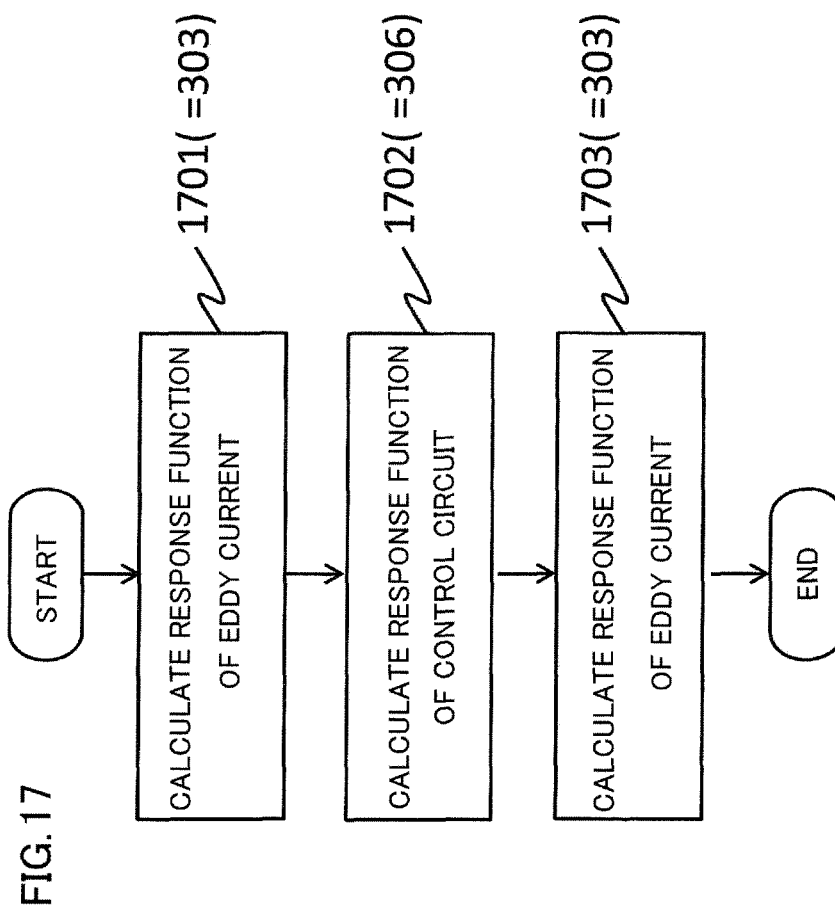 FIG.17
START
CALCULATE RESPONSE FUNCTION
OF EDDY CURRENT
1701( =303)
CALCULATE RESPONSE FUNCTION
OF CONTROL CIRCUIT
1702( =306)
CALCULATE RESPONSE FUNCTION
OF EDDY CURRENT
1703( =303)
END